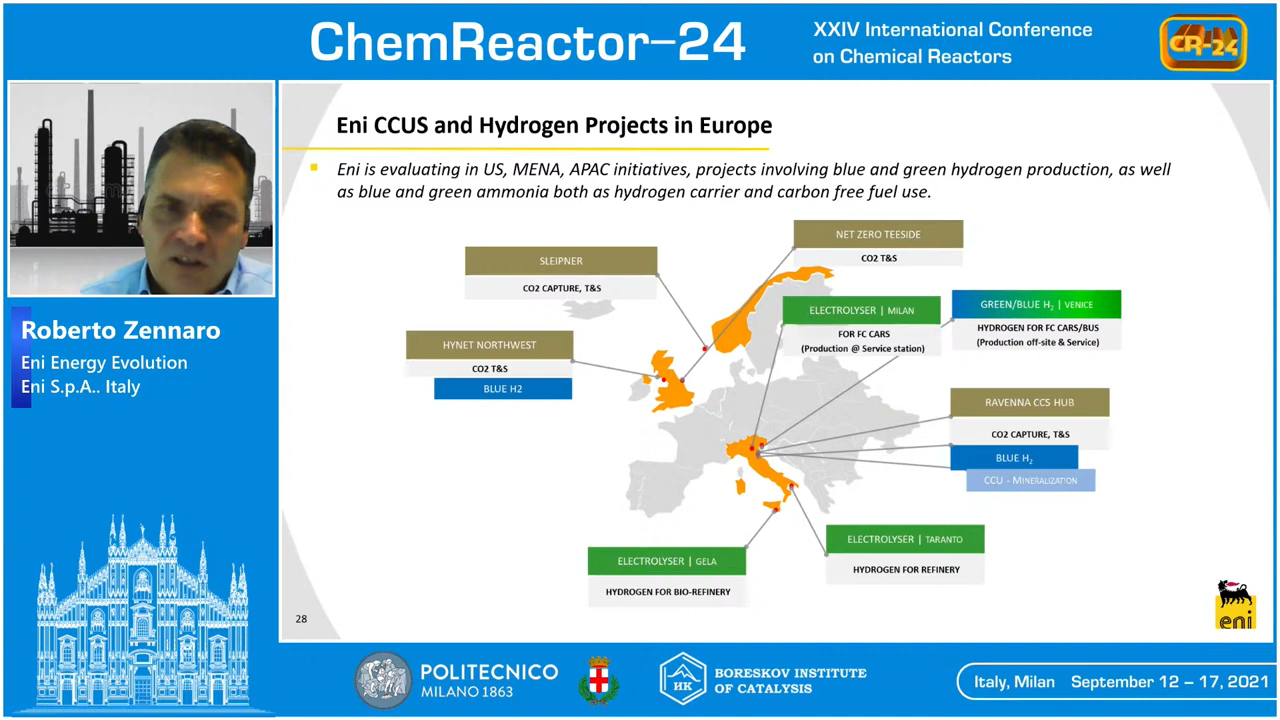 ChemReactor-24
XXIV International Conference
on Chemical Reactors
CR-24
Eni CCUS and Hydrogen Projects in Europe
Eni is evaluating in US, MENA, APAC initiatives, projects involving blue and green hydrogen production, as well
as blue and green ammonia both as hydrogen carrier and carbon free fuel use.
NET ZERO TEESIDE
CO2 T&S
SLEIPNER
CO2 CAPTURE, T&S
ELECTROLYSER | MILAN
FOR FC CARS
(Production @ Service station)
GREEN/BLUE H2 | VENICE
HYDROGEN FOR FC CARS/BUS
(Production off-site & Service)
HYNET NORTHWEST
CO2 T&S
BLUE H2
RAVENNA CCS HUB
CO2 CAPTURE, T&S
BLUE H2
CCU - MINERALIZATION
ELECTROLYSER | TARANTO
HYDROGEN FOR REFINERY
ELECTROLYSER | GELA
HYDROGEN FOR BIO-REFINERY
28
eni
Roberto Zennaro
Eni Energy Evolution
Eni S.p.A.. Italy
POLITECNICO
MILANO 1863
HK
BORESKOV INSTITUTE
OF CATALYSIS
Italy, Milan September 12 – 17, 2021